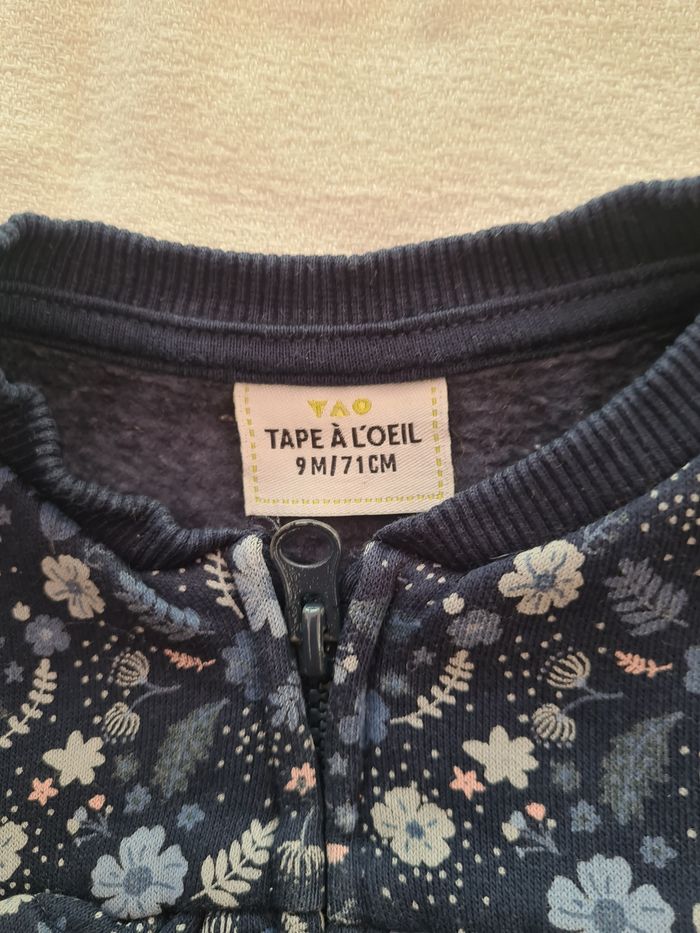 TAO
TAPE À L'OEIL
9M/71CM